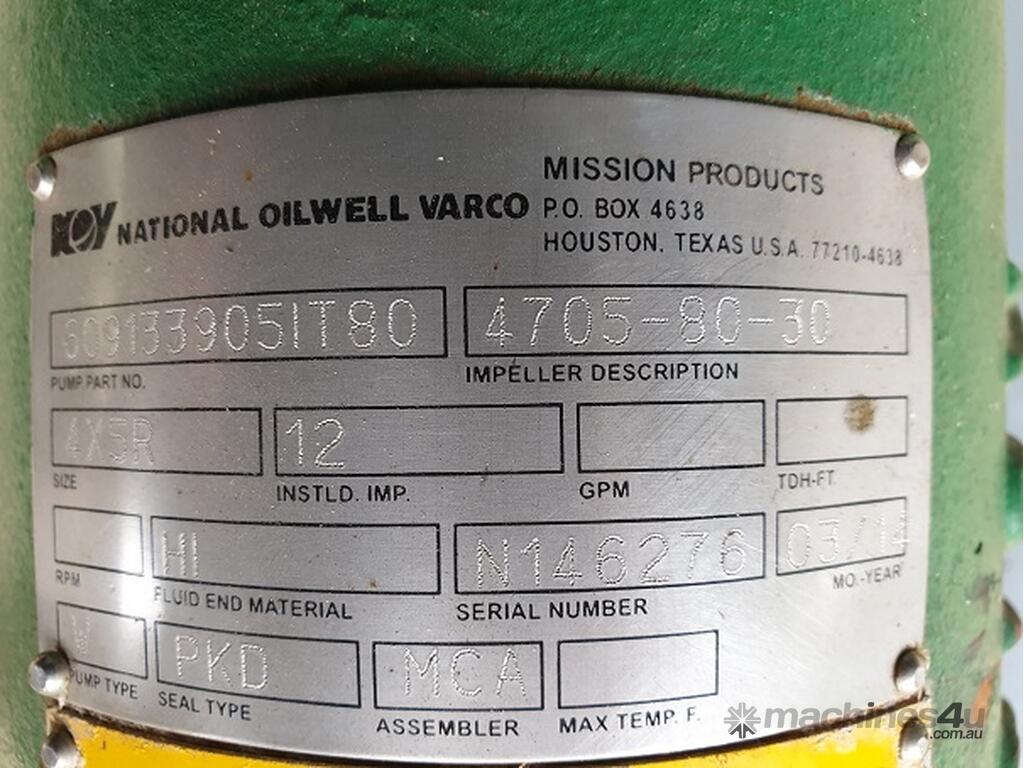 MISSION PRODUCTS
NOV NATIONAL OILWELL VARCO P.O. BOX 4638
HOUSTON, TEXAS U.S.A. 77210-4638
609133905IT80 4705-80-30
PUMP PART NO. IMPELLER DESCRIPTION
4X5R 12
SIZE INSTLD. IMP. GPM TDH-FT.
HI N146276 03/14
RPM FLUID END MATERIAL SERIAL NUMBER MO.-YEAR
PKD MCA
PUMP TYPE SEAL TYPE ASSEMBLER MAX TEMP. F.
machines4u
.com.au